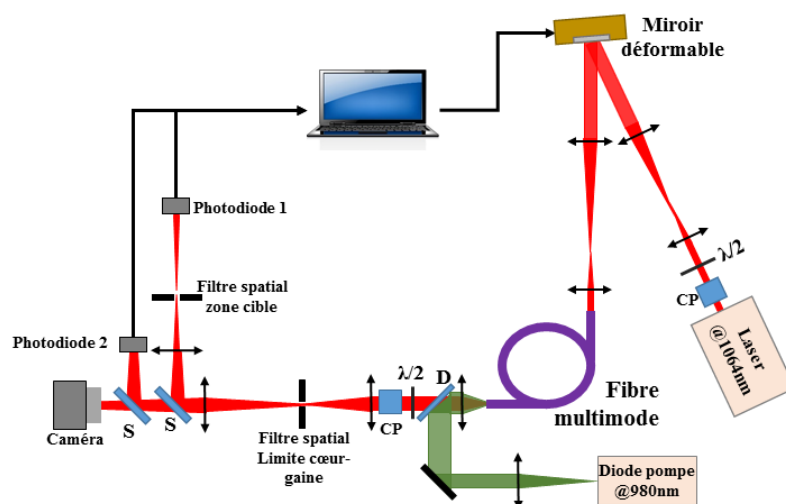 Miroir
déformable
λ/2
CP
Laser
@1064nm
Photodiode 1
Filtre spatial
zone cible
Photodiode 2
λ/2
D
S
S
CP
Caméra
Filtre spatial
Limite cœur-
gaine
Fibre
multimode
Diode pompe
@980nm